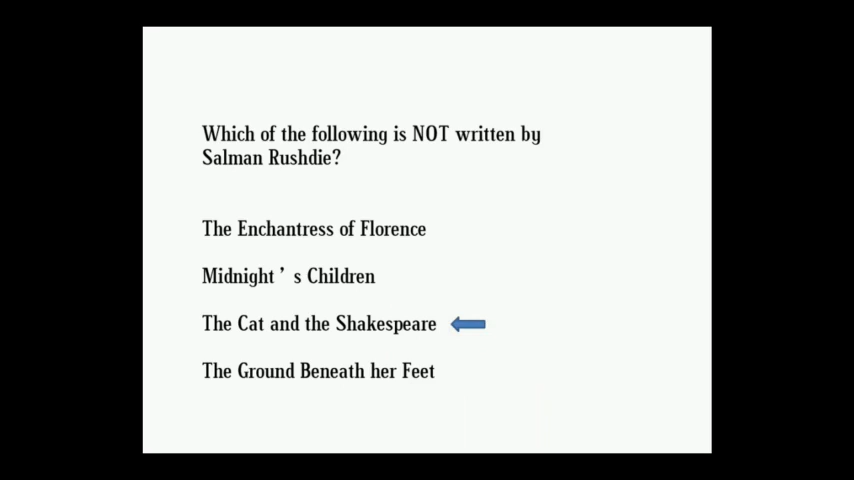 Which of the following is NOT written by
Salman Rushdie?
The Enchantress of Florence
Midnight ’ s Children
The Cat and the Shakespeare
The Ground Beneath her Feet